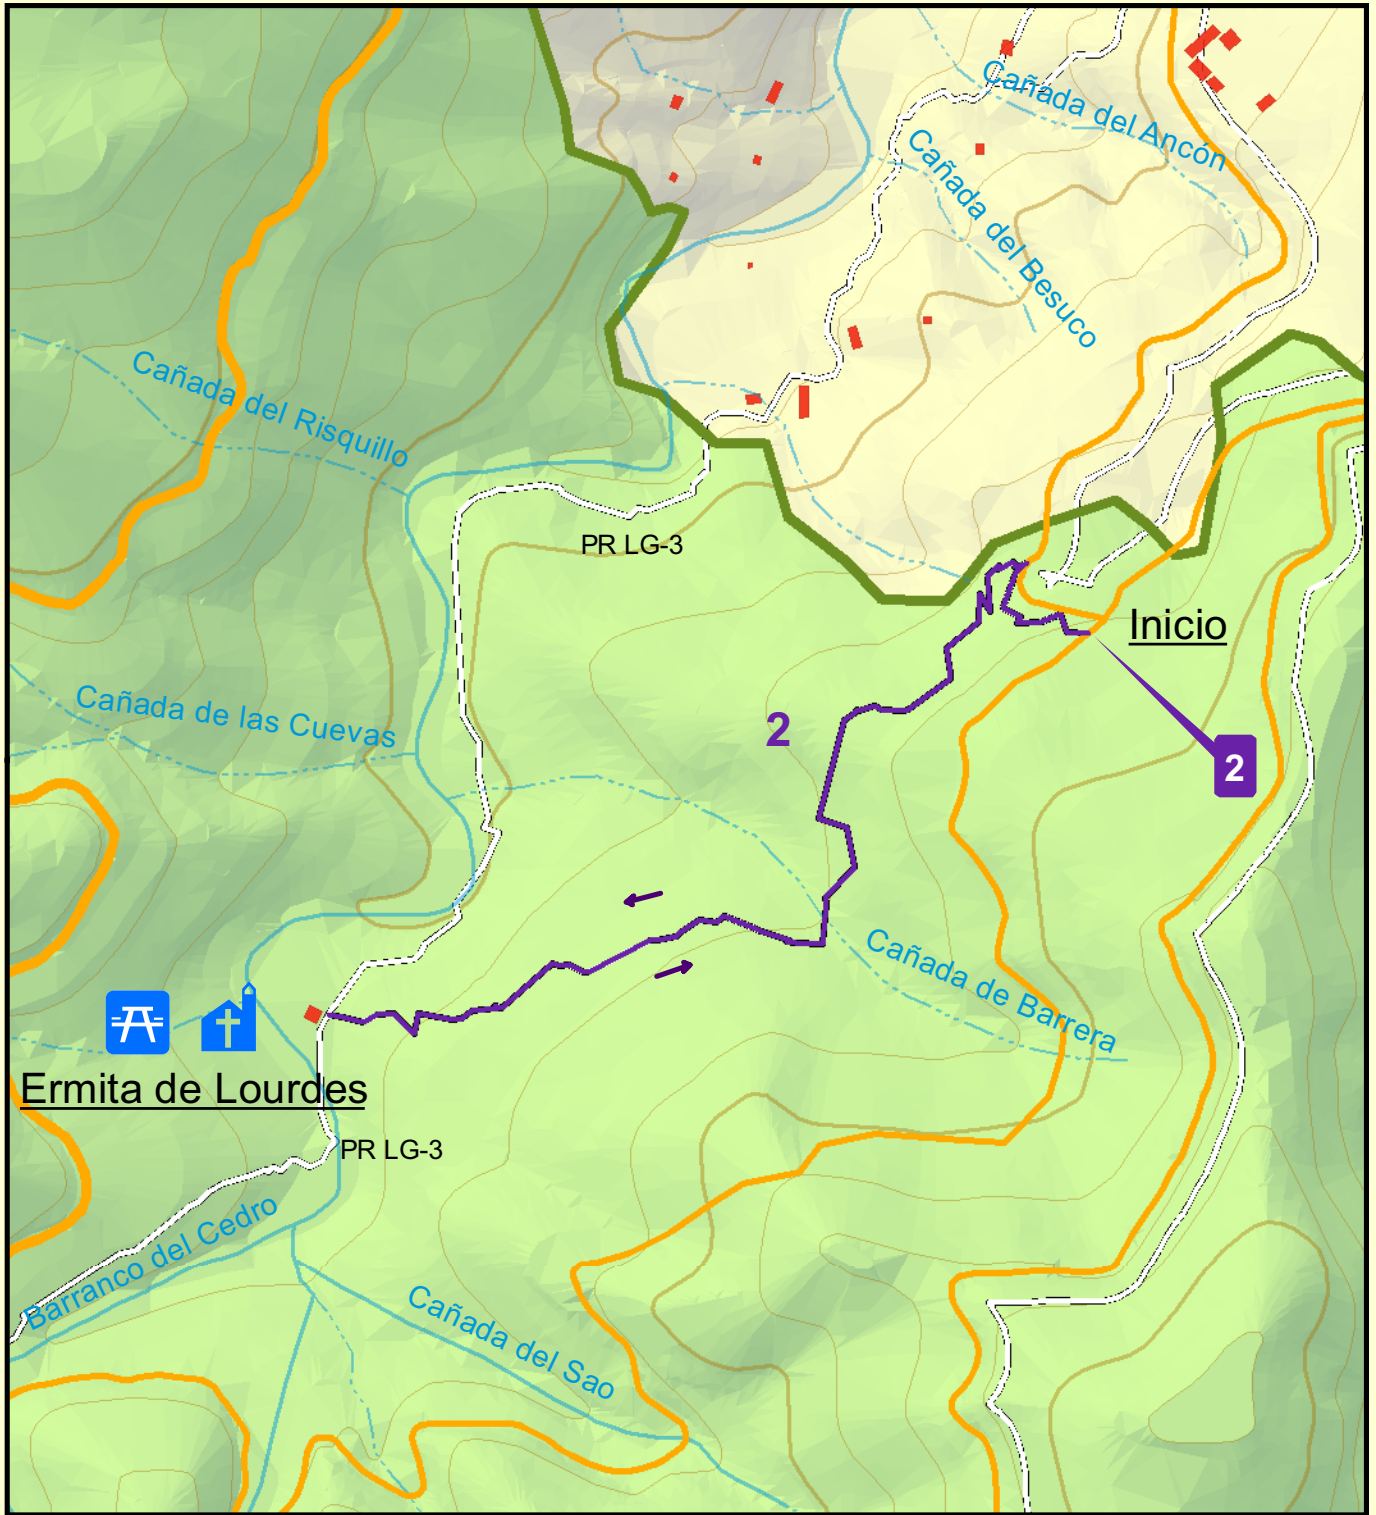 Cañada del Ancón
Cañada del Besuco
Cañada del Risquillo
PR LG-3
Inicio
Cañada de las Cuevas
2
2
Cañada de Barrera
Ermita de Lourdes
PR LG-3
Barranco del Cedro
Cañada del Sao